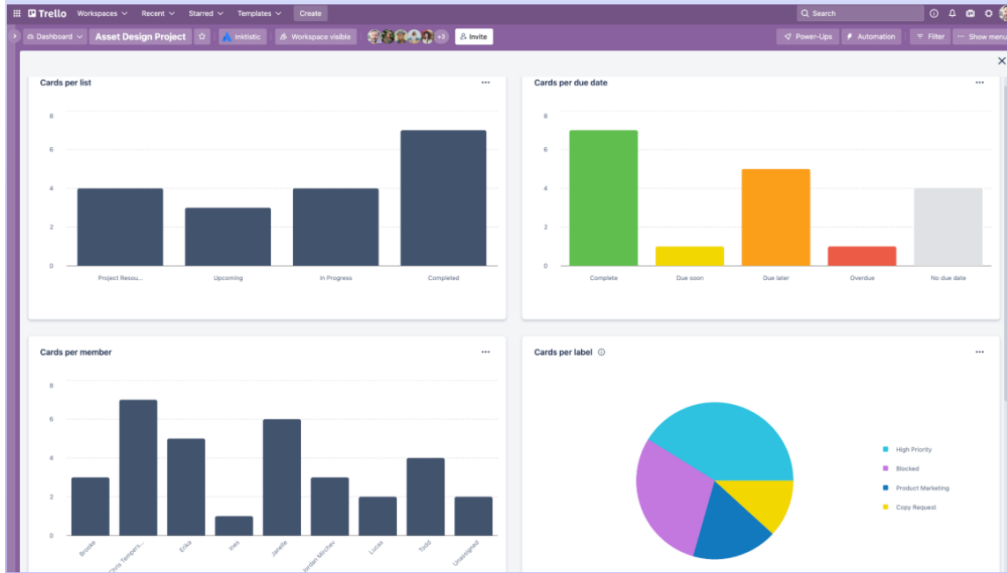 Trello Workspaces Recent Starred Templates Create Search
Dashboard Asset Design Project Inktistic Workspace visible +3 Invite Power-Ups Automation Filter Show menu
Cards per list
8
6
4
2
0
Project Resou... Upcoming In Progress Completed
Cards per due date
8
6
4
2
0
Complete Due soon Due later Overdue No due date
Cards per member
8
6
4
2
0
Brooke Chris Tempers... Erika Ines Janelle Jordan Mirchev Lucas Todd Unassigned
Cards per label
High Priority
Blocked
Product Marketing
Copy Request